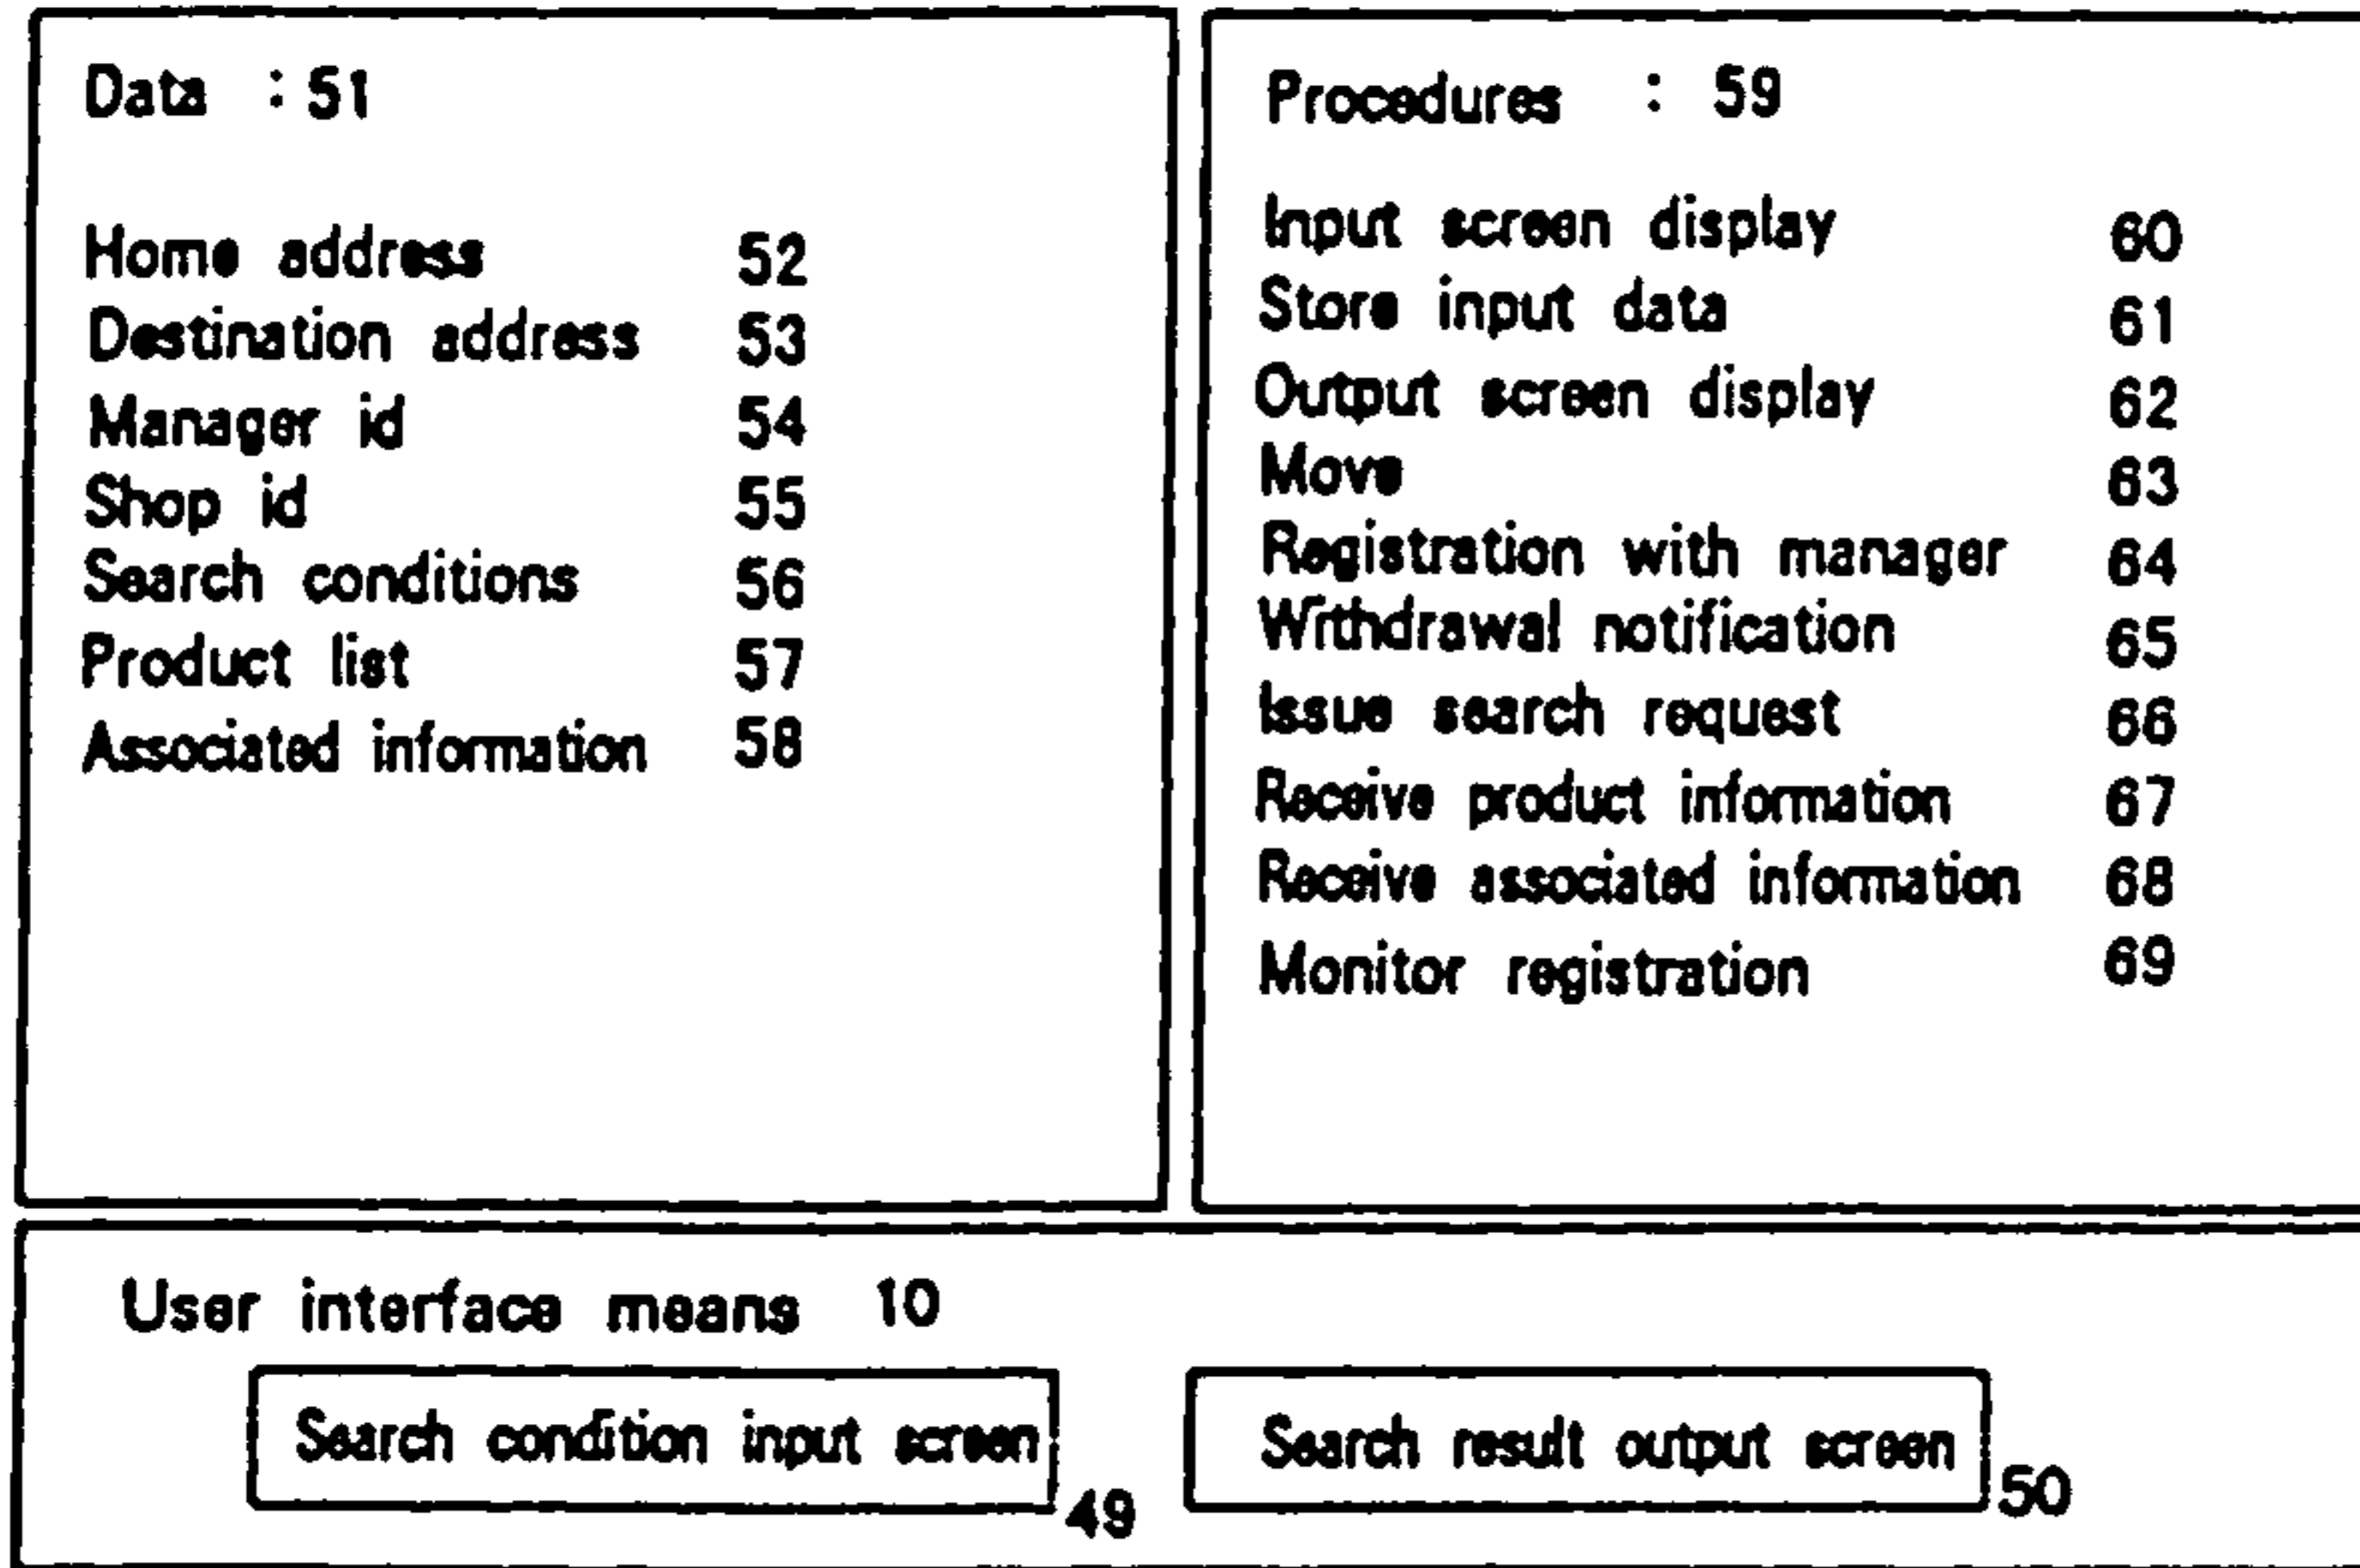 Data : 51
Home address 52
Destination address 53
Manager id 54
Shop id 55
Search conditions 56
Product list 57
Associated information 58
Procedures : 59
Input screen display 60
Store input data 61
Output screen display 62
Move 63
Registration with manager 64
Withdrawal notification 65
Issue search request 66
Receive product information 67
Receive associated information 68
Monitor registration 69
User interface means 10
Search condition input screen
49
Search result output screen
50